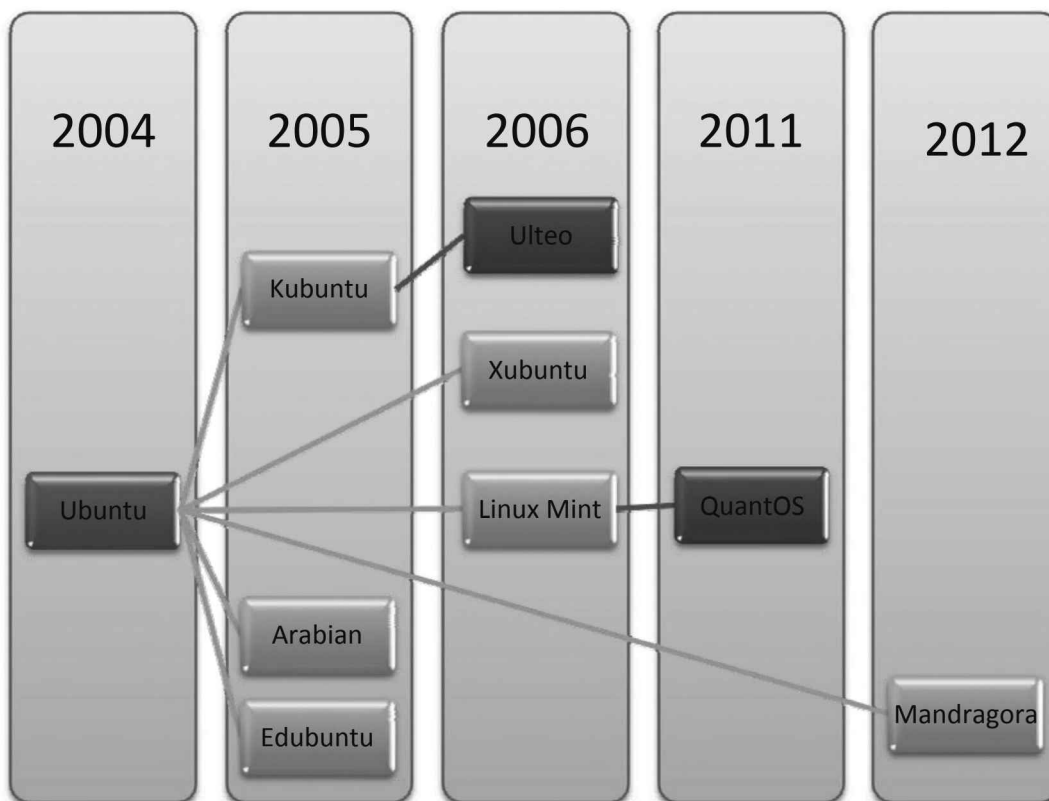 2004
2005
2006
2011
2012
Ulteo
Kubuntu
Xubuntu
Ubuntu
Linux Mint
QuantOS
Arabian
Mandragora
Edubuntu